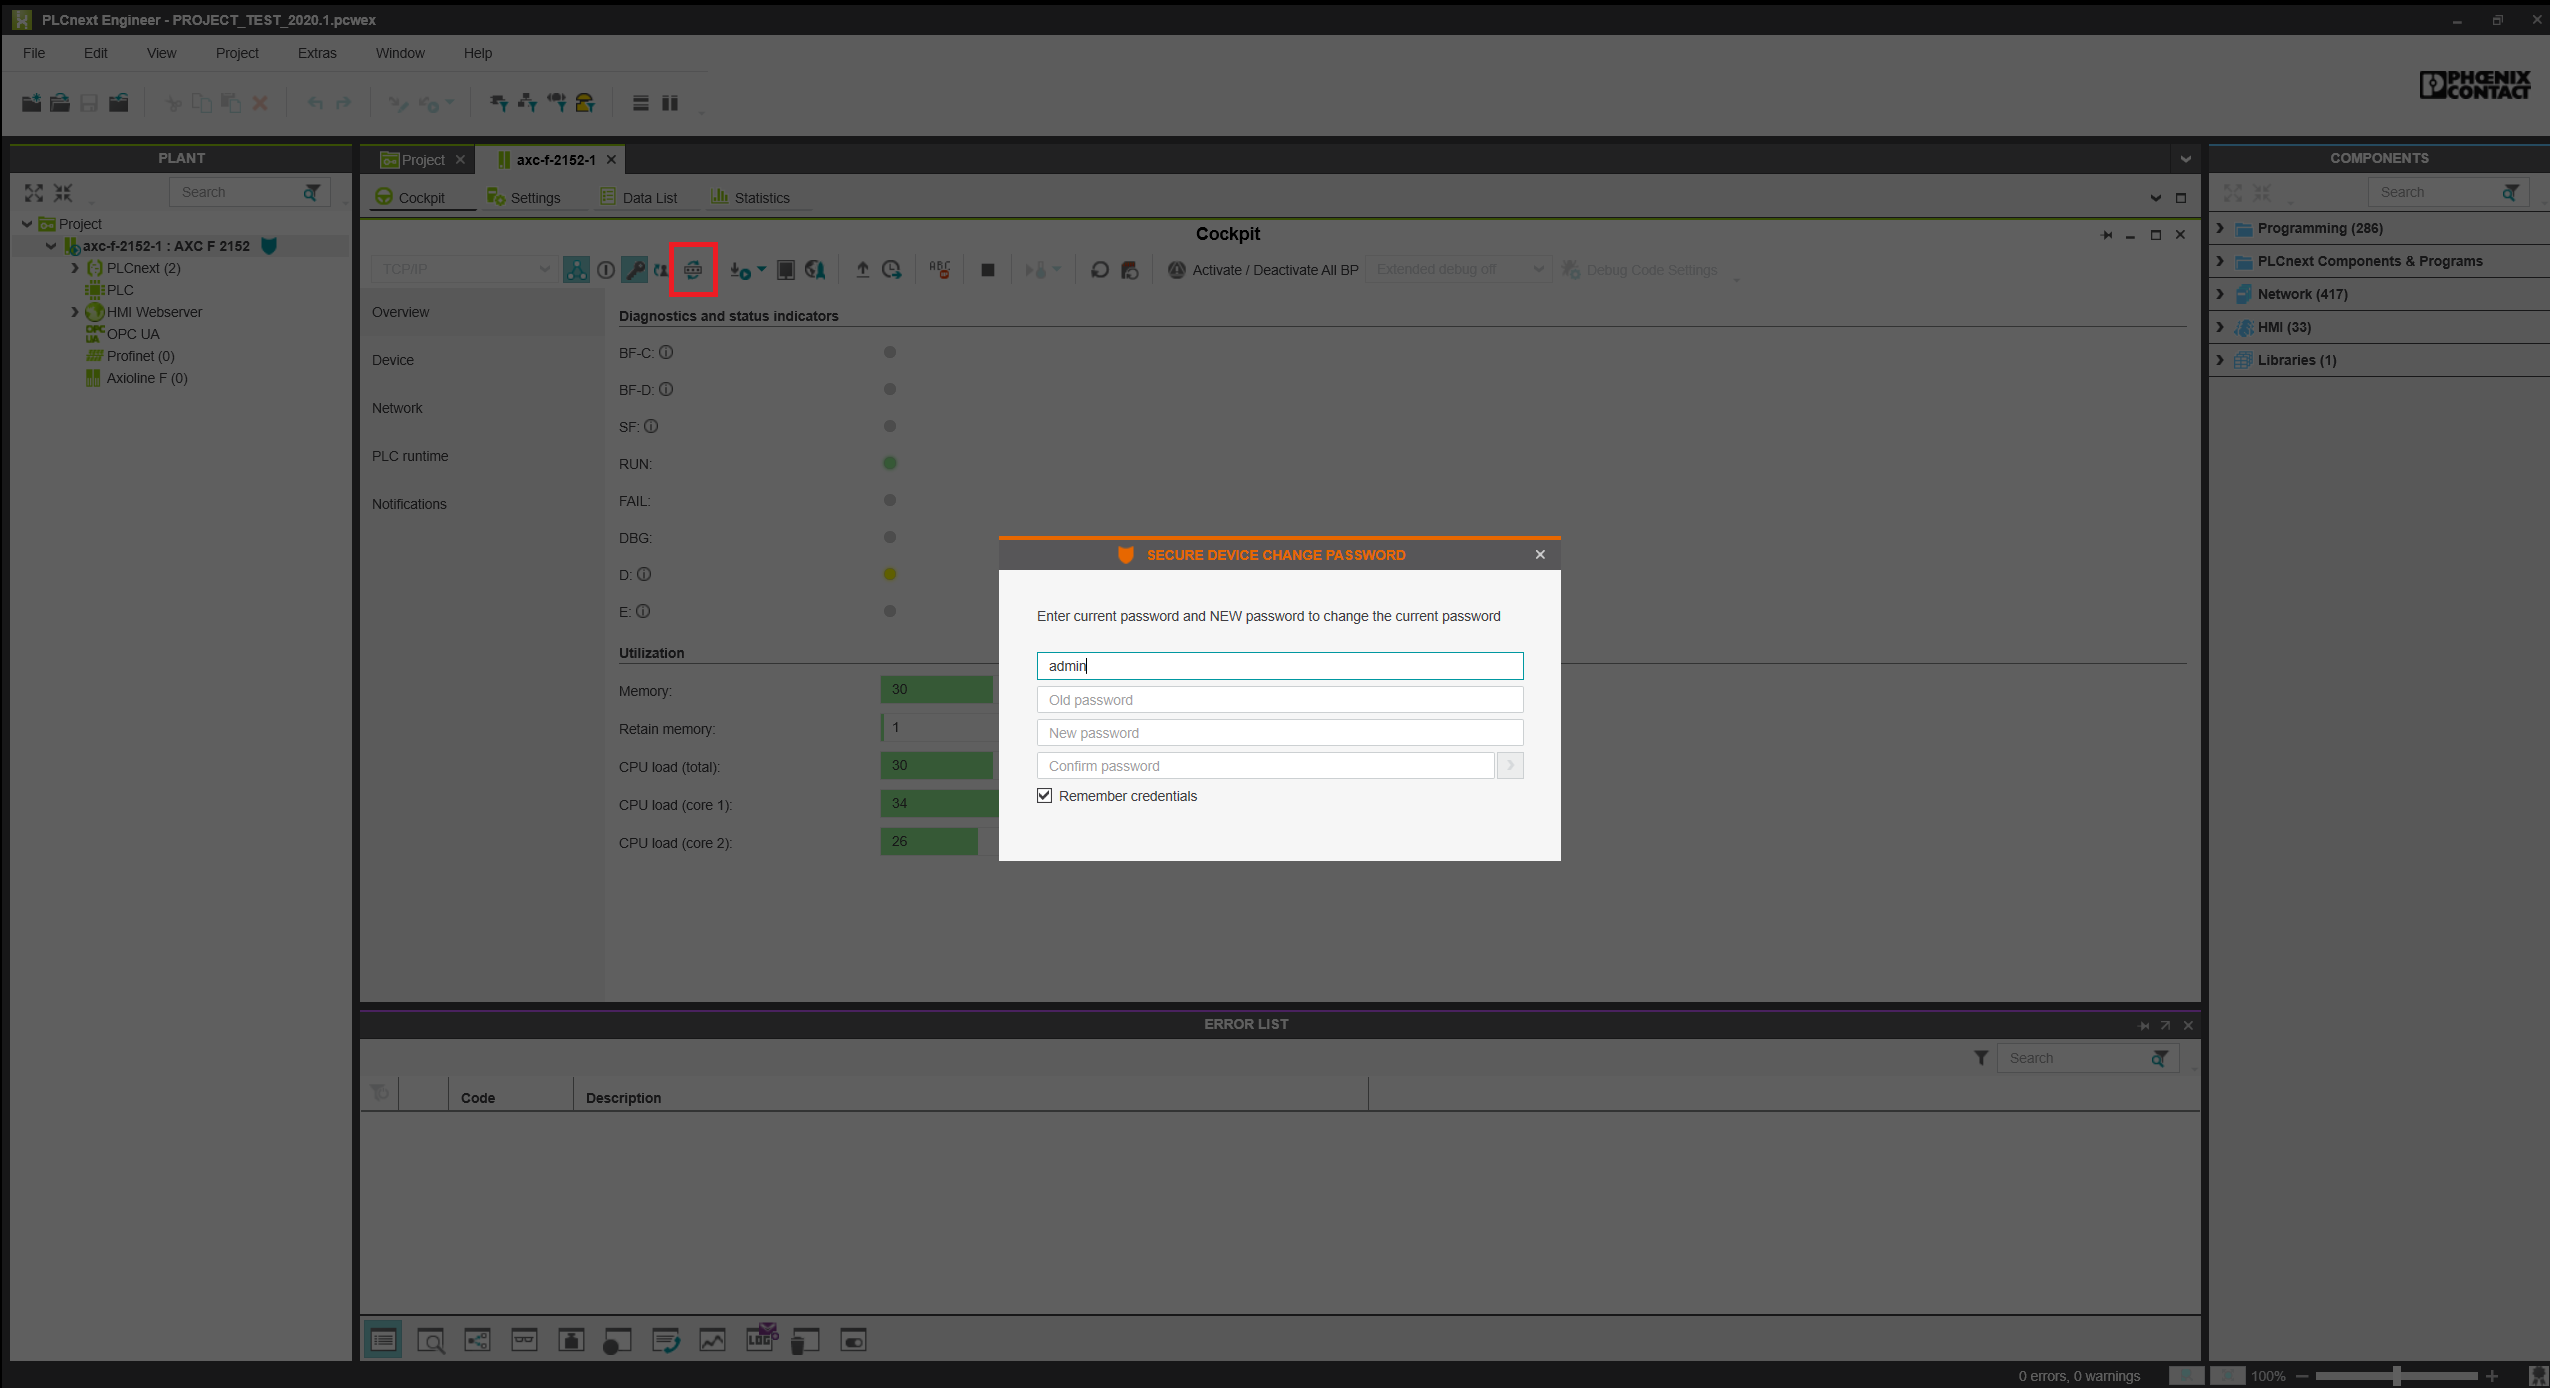 PLCnext Engineer - PROJECT_TEST_2020.1.pcwex
File Edit View Project Extras Window Help
PHŒNIX
CONTACT
PLANT
Search
Project
axc-f-2152-1 : AXC F 2152
PLCnext (2)
PLC
HMI Webserver
OPC UA
OPC UA
Profinet (0)
Axioline F (0)
Project axc-f-2152-1
Cockpit Settings Data List Statistics
Cockpit
TCP/IP
ABC
Activate / Deactivate All BP
Extended debug off
Debug Code Settings
Overview
Device
Network
PLC runtime
Notifications
Diagnostics and status indicators
BF-C:
BF-D:
SF:
RUN:
FAIL:
DBG:
D:
E:
Utilization
Memory: 30
Retain memory: 1
CPU load (total): 30
CPU load (core 1): 34
CPU load (core 2): 26
SECURE DEVICE CHANGE PASSWORD
Enter current password and NEW password to change the current password
admin
Old password
New password
Confirm password
Remember credentials
COMPONENTS
Search
Programming (286)
PLCnext Components & Programs
Network (417)
HMI (33)
Libraries (1)
ERROR LIST
Search
Code Description
LOG
0 errors, 0 warnings
100%